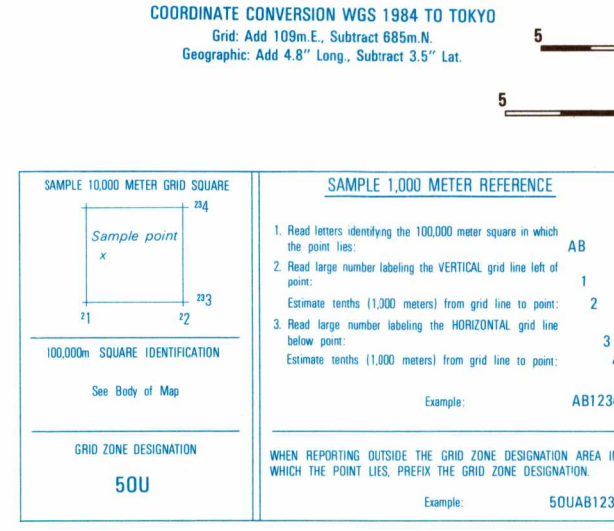 COORDINATE CONVERSION WGS 1984 TO TOKYO
Grid: Add 109m.E., Subtract 685m.N.
Geographic: Add 4.8" Long., Subtract 3.5" Lat.
5
5
SAMPLE 10,000 METER GRID SQUARE
234
Sample point
x
233
21
22
100,000m SQUARE IDENTIFICATION
See Body of Map
GRID ZONE DESIGNATION
50U
SAMPLE 1,000 METER REFERENCE
1. Read letters identifyng the 100,000 meter square in which
the point lies: AB
2. Read large number labeling the VERTICAL grid line left of
point: 1
Estimate tenths (1,000 meters) from grid line to point: 2
3. Read large number labeling the HORIZONTAL grid line
below point: 3
Estimate tenths (1,000 meters) from grid line to point:
Example: AB123
WHEN REPORTING OUTSIDE THE GRID ZONE DESIGNATION AREA
WHICH THE POINT LIES, PREFIX THE GRID ZONE DESIGNATION.
Example: 50UAB123